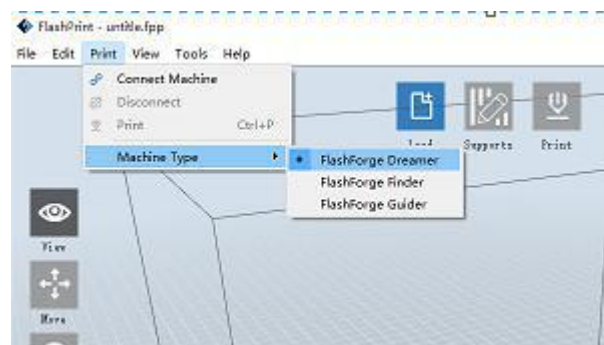 FlashPrint - untitle.fpp
File Edit Print View Tools Help
Connect Machine
Disconnect
Print Ctrl+P
Load Supports Print
Machine Type
FlashForge Dreamer
FlashForge Finder
FlashForge Guider
View
Move